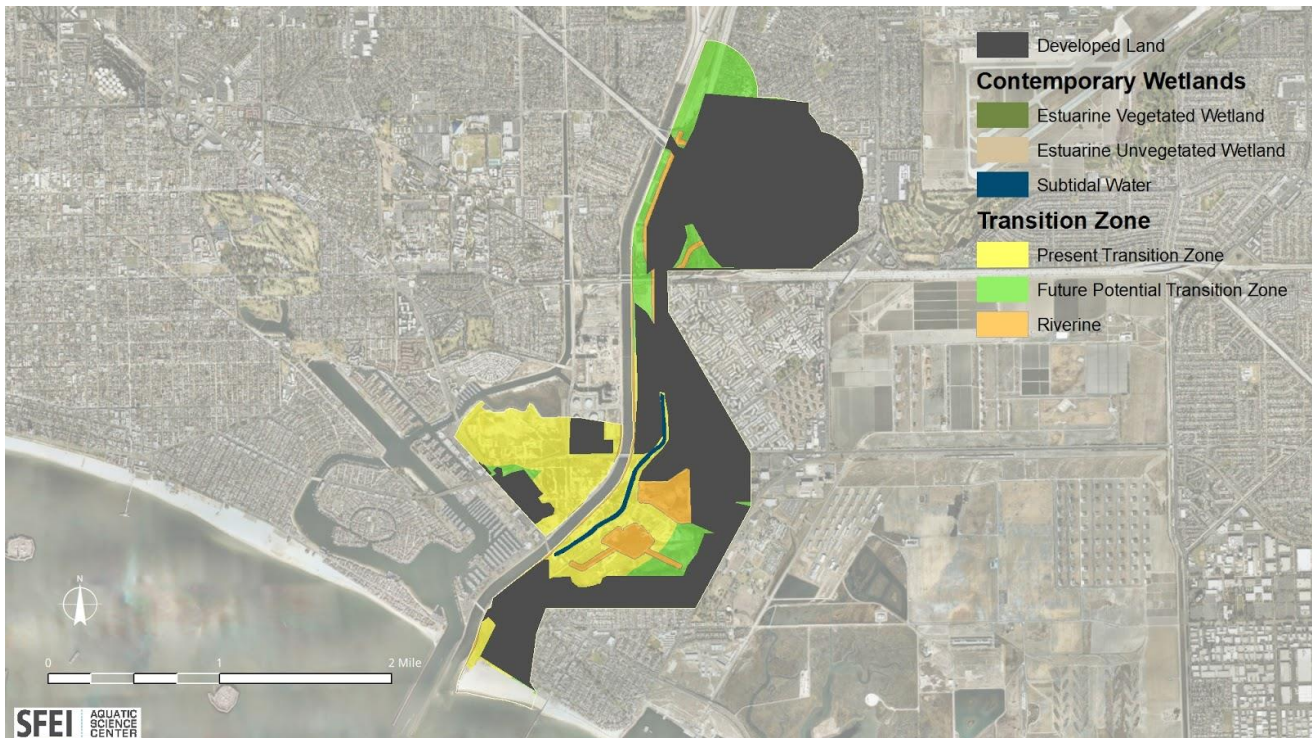 Developed Land
Contemporary Wetlands
Estuarine Vegetated Wetland
Estuarine Unvegetated Wetland
Subtidal Water
Transition Zone
Present Transition Zone
Future Potential Transition Zone
Riverine
N
0 1 2 Mile
SFEI AQUATIC
SCIENCE
CENTER